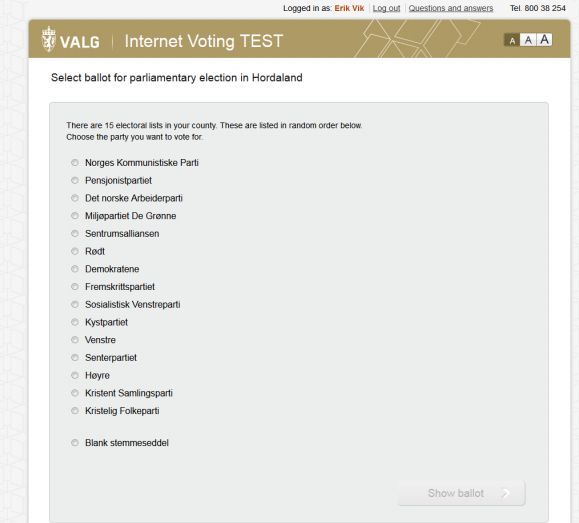 Logged in as: Erik Vik | Log out | Questions and answers Tel. 800 38 254
VALG | Internet Voting TEST A A A
Select ballot for parliamentary election in Hordaland
There are 15 electoral lists in your county. These are listed in random order below.
Choose the party you want to vote for.
Norges Kommunistiske Parti
Pensjonistpartiet
Det norske Arbeiderparti
Miljøpartiet De Grønne
Sentrumsalliansen
Rødt
Demokratene
Fremskrittspartiet
Sosialistisk Venstreparti
Kystpartiet
Venstre
Senterpartiet
Høyre
Kristent Samlingsparti
Kristelig Folkeparti
Blank stemmeseddel
Show ballot